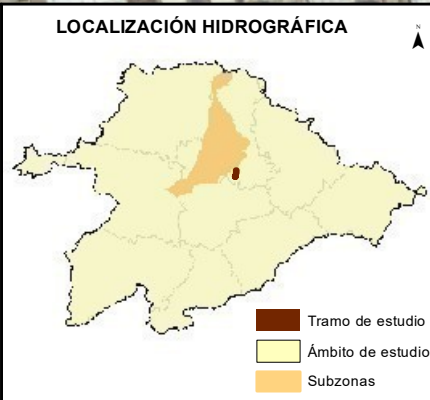 LOCALIZACIÓN HIDROGRÁFICA
N
Tramo de estudio
Ámbito de estudio
Subzonas